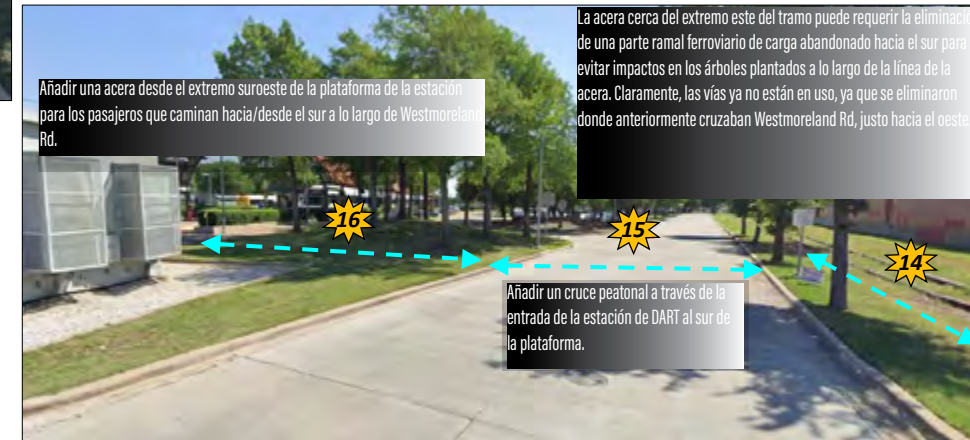 Añadir una acera desde el extremo suroeste de la plataforma de la estación
para los pasajeros que caminan hacia/desde el sur a lo largo de Westmoreland
Rd.
La acera cerca del extremo este del tramo puede requerir la eliminació
de una parte ramal ferroviario de carga abandonado hacia el sur para
evitar impactos en los árboles plantados a lo largo de la línea de la
acera. Claramente, las vías ya no están en uso, ya que se eliminaron
donde anteriormente cruzaban Westmoreland Rd, justo hacia el oeste.
16
15
14
Añadir un cruce peatonal a través de la
entrada de la estación de DART al sur de
la plataforma.